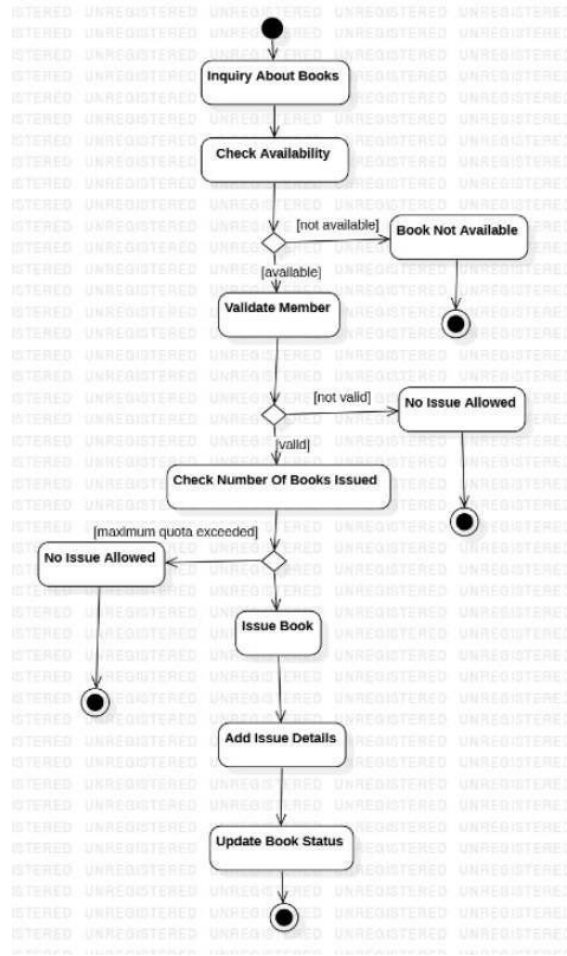 Inquiry About Books
Check Availability
[not available]
Book Not Available
[available]
Validate Member
[not valid]
No Issue Allowed
[valid]
Check Number Of Books Issued
[maximum quota exceeded]
No Issue Allowed
Issue Book
Add Issue Details
Update Book Status
UNREGISTERED